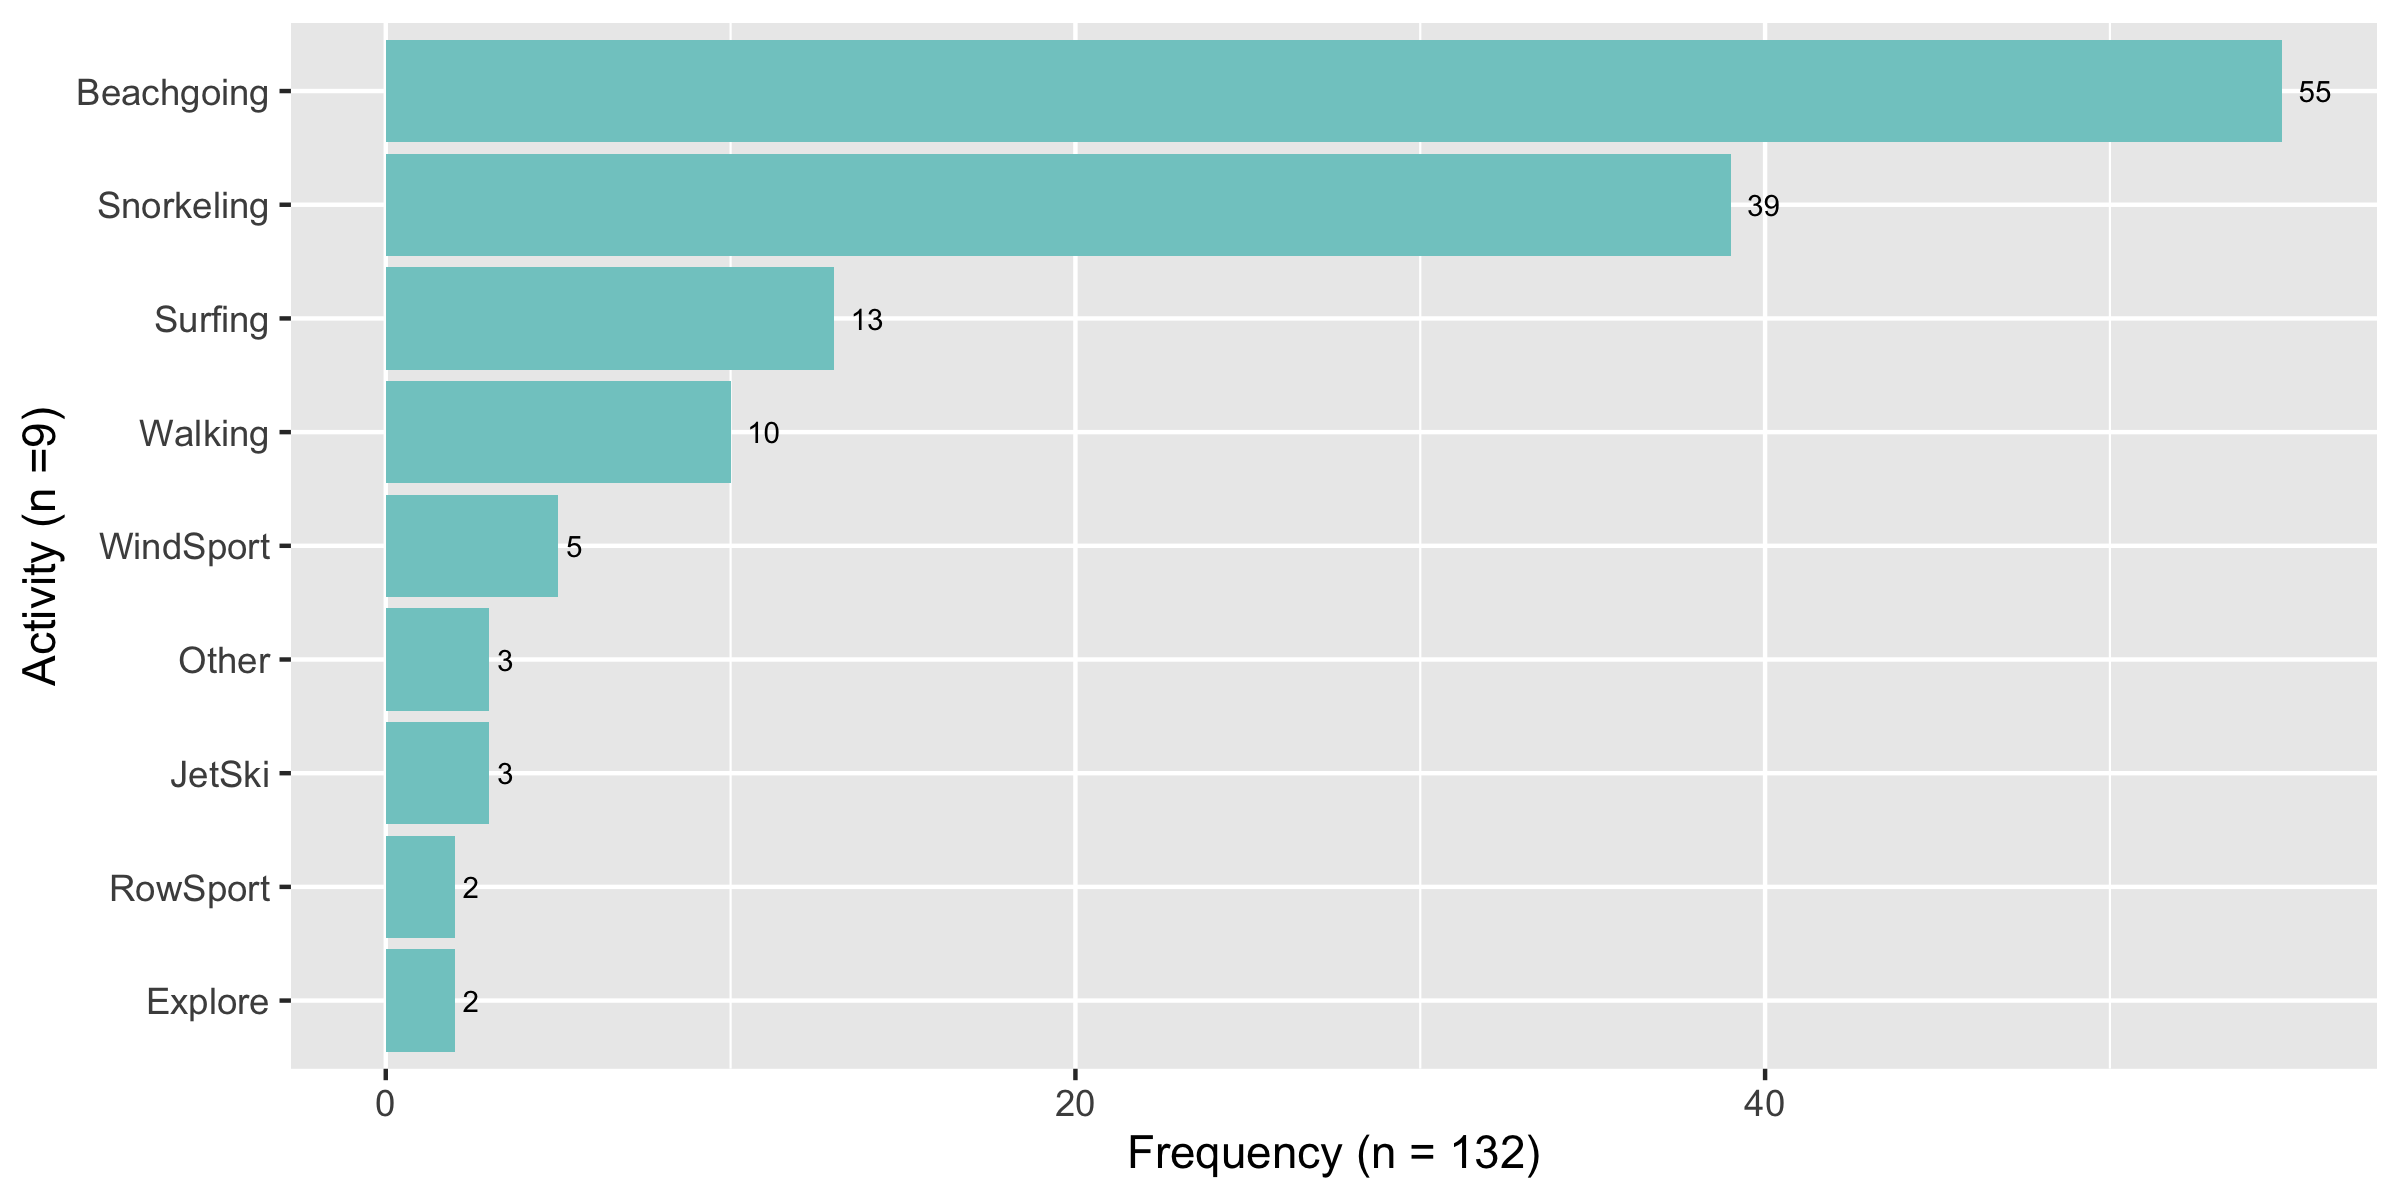 Beachgoing 55
Snorkeling 39
Surfing 13
Walking 10
WindSport 5
Other 3
JetSki 3
RowSport 2
Explore 2
Activity (n =9)
0 20 40
Frequency (n = 132)